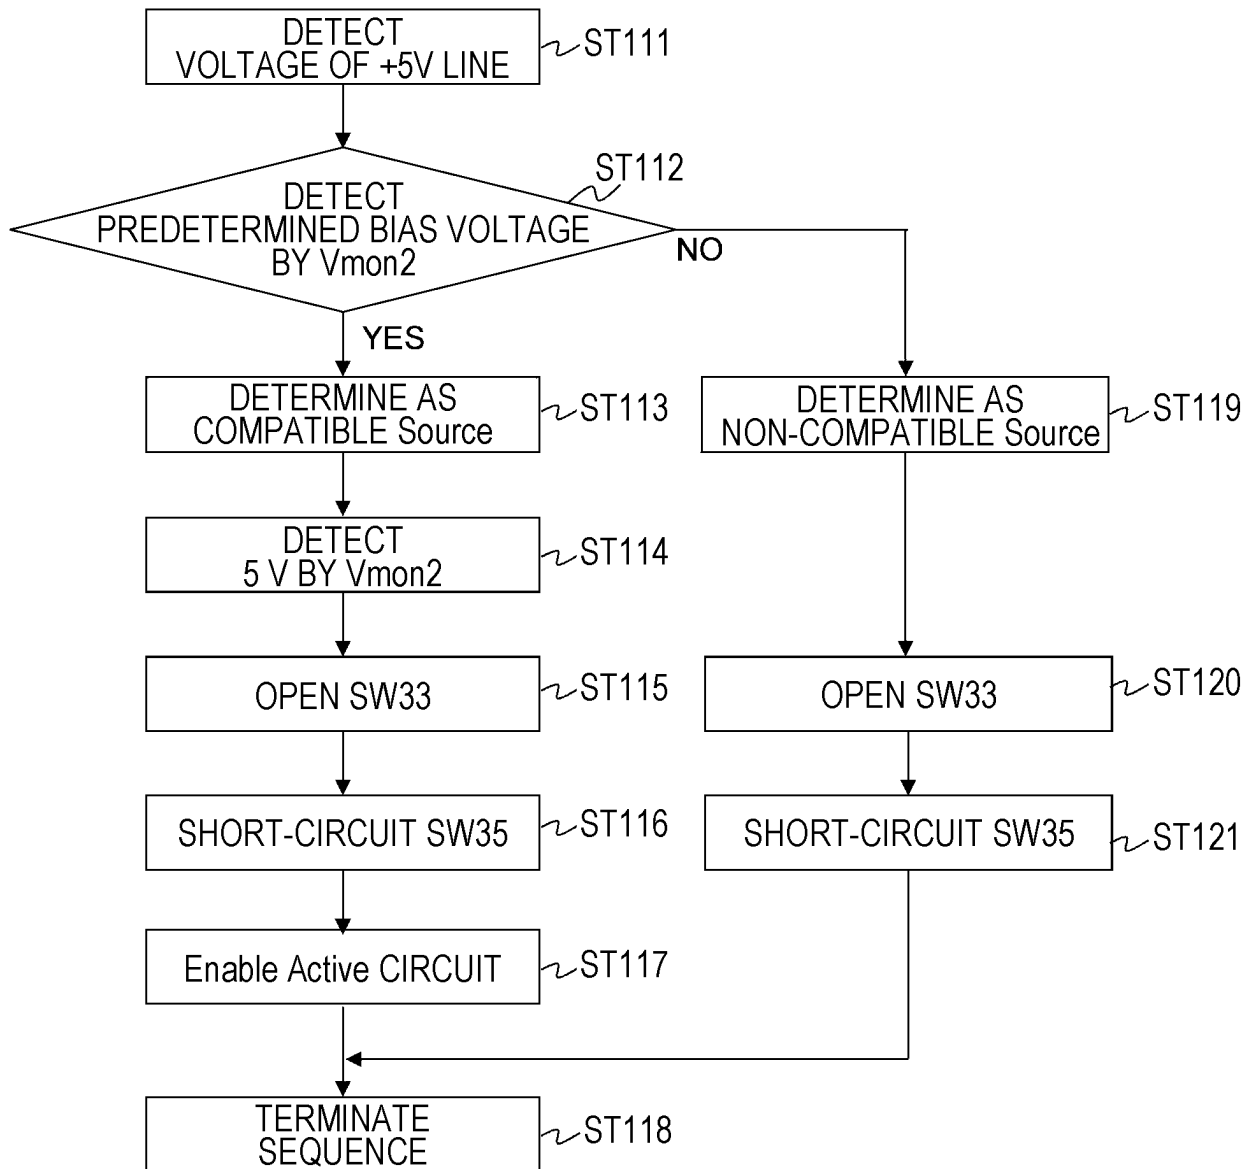 DETECT
VOLTAGE OF +5V LINE
ST111
ST112
DETECT
PREDETERMINED BIAS VOLTAGE
BY Vmon2
NO
YES
DETERMINE AS
COMPATIBLE Source
ST113
DETERMINE AS
NON-COMPATIBLE Source
ST119
DETECT
5 V BY Vmon2
ST114
OPEN SW33
ST115
OPEN SW33
ST120
SHORT-CIRCUIT SW35
ST116
SHORT-CIRCUIT SW35
ST121
Enable Active CIRCUIT
ST117
TERMINATE
SEQUENCE
ST118